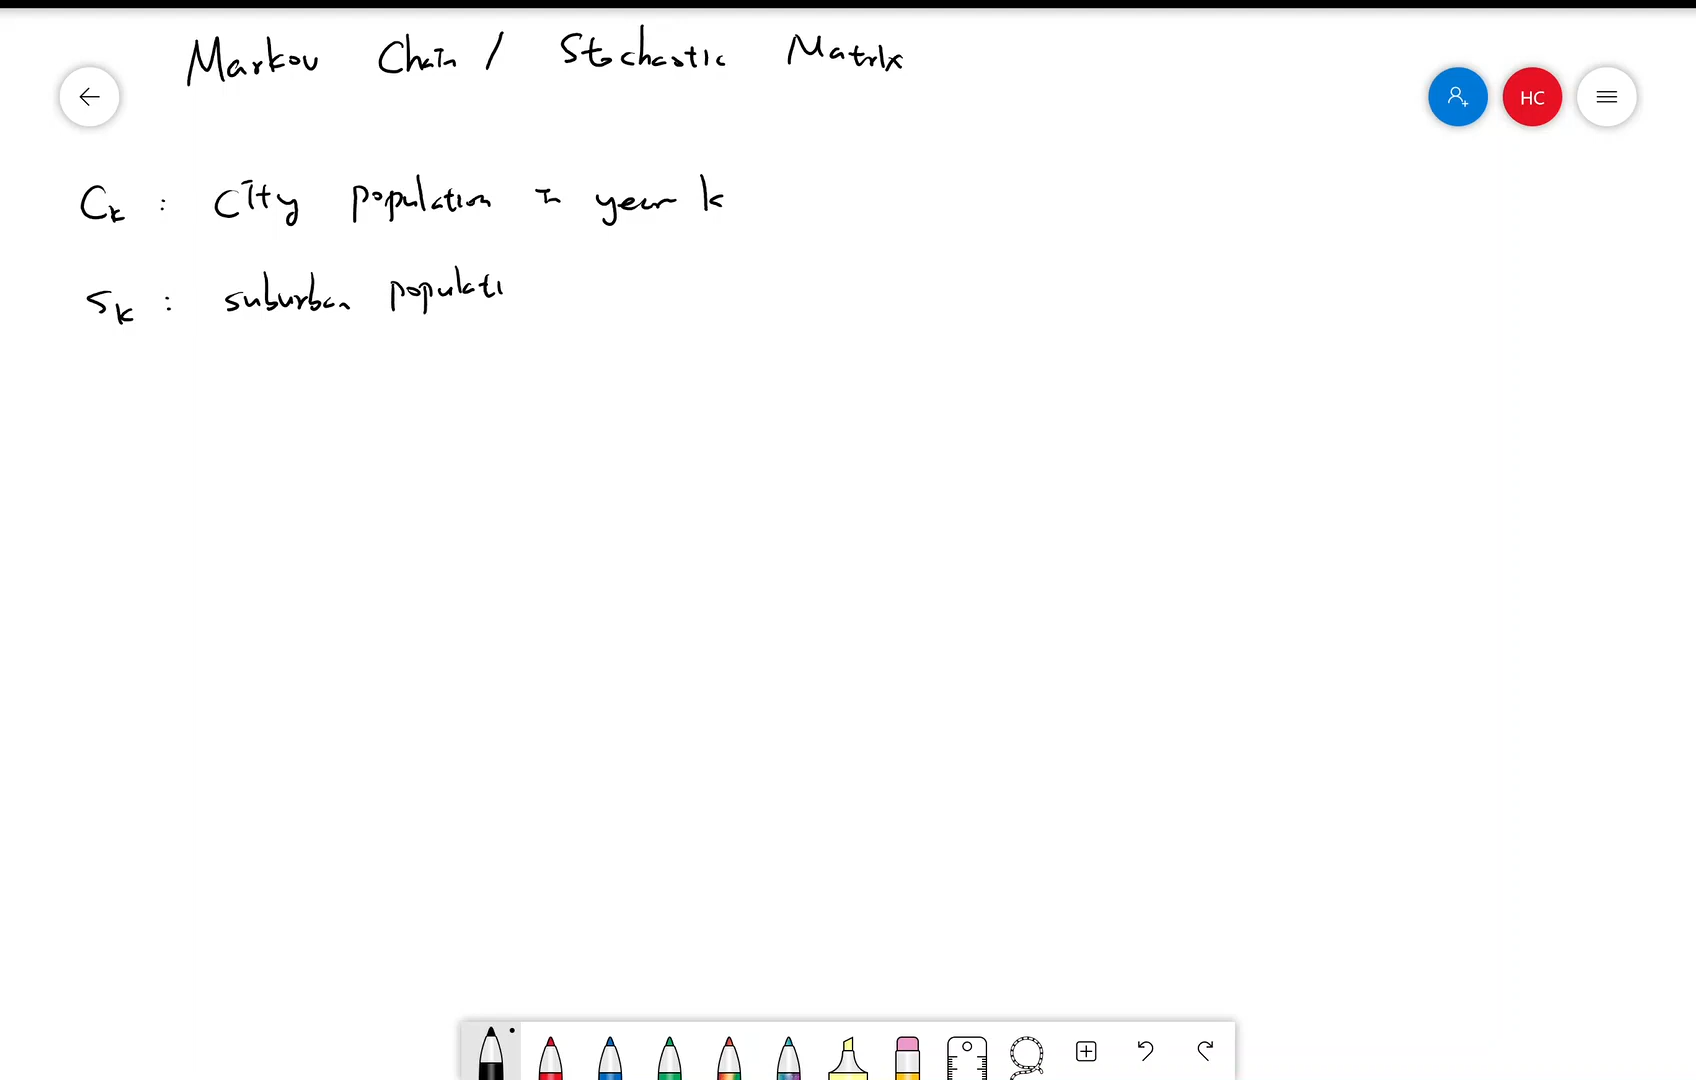 Markov Chain / Stochastic Matrix
HC
Ck : City population in year k
Sk : suburban populati